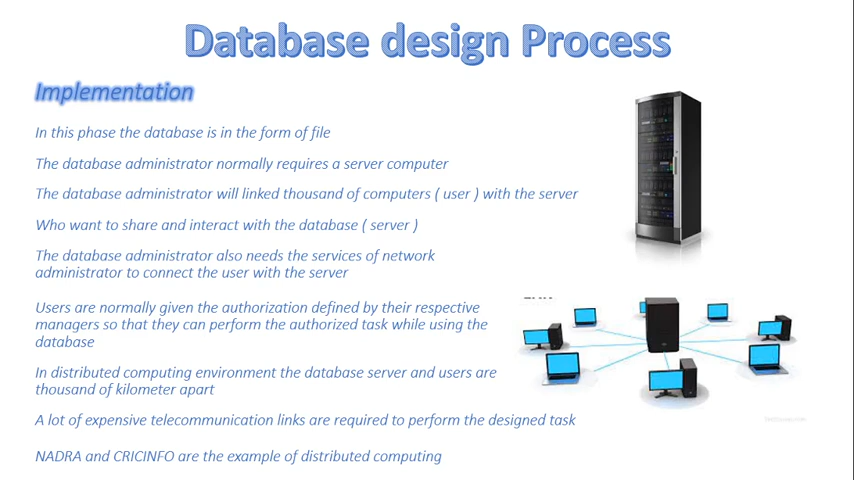 Database design Process
Implementation
In this phase the database is in the form of file
The database administrator normally requires a server computer
The database administrator will linked thousand of computers ( user ) with the server
Who want to share and interact with the database ( server )
The database administrator also needs the services of network
administrator to connect the user with the server
Users are normally given the authorization defined by their respective
managers so that they can perform the authorized task while using the
database
In distributed computing environment the database server and users are
thousand of kilometer apart
A lot of expensive telecommunication links are required to perform the designed task
NADRA and CRICINFO are the example of distributed computing